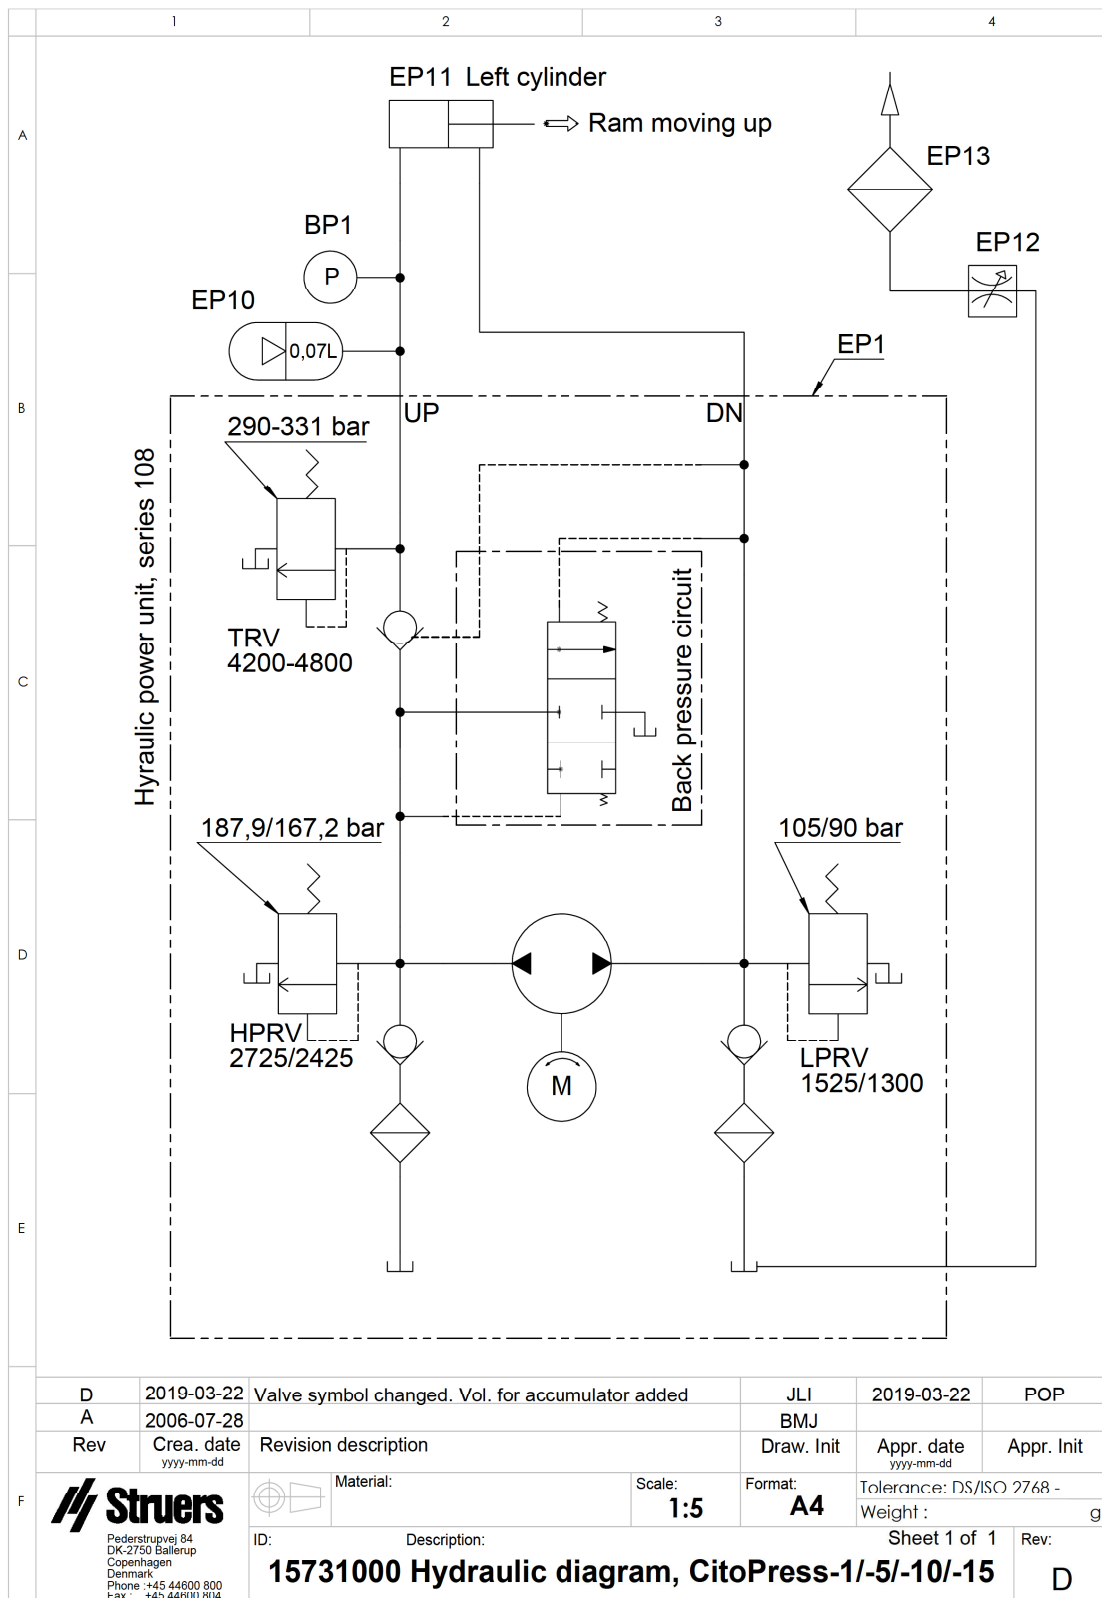 1 2 3 4
A
B
C
D
E
F
EP11 Left cylinder
Ram moving up
EP13
BP1
P
EP12
EP10
0,07L
EP1
UP
DN
290-331 bar
Hyraulic power unit, series 108
TRV
4200-4800
Back pressure circuit
187,9/167,2 bar
105/90 bar
HPRV
2725/2425
M
LPRV
1525/1300
D 2019-03-22 Valve symbol changed. Vol. for accumulator added JLI 2019-03-22 POP
A 2006-07-28 BMJ
Rev Crea. date Revision description Draw. Init Appr. date Appr. Init
yyyy-mm-dd yyyy-mm-dd
Struers
Pederstrupvej 84
DK-2750 Ballerup
Copenhagen
Denmark
Phone :+45 44600 800
Fax : +45 44600 804
Material:
Scale:
1:5
Format:
A4
Tolerance: DS/ISO 2768 -
Weight : g
ID: Description: Sheet 1 of 1 Rev:
15731000 Hydraulic diagram, CitoPress-1/-5/-10/-15 D